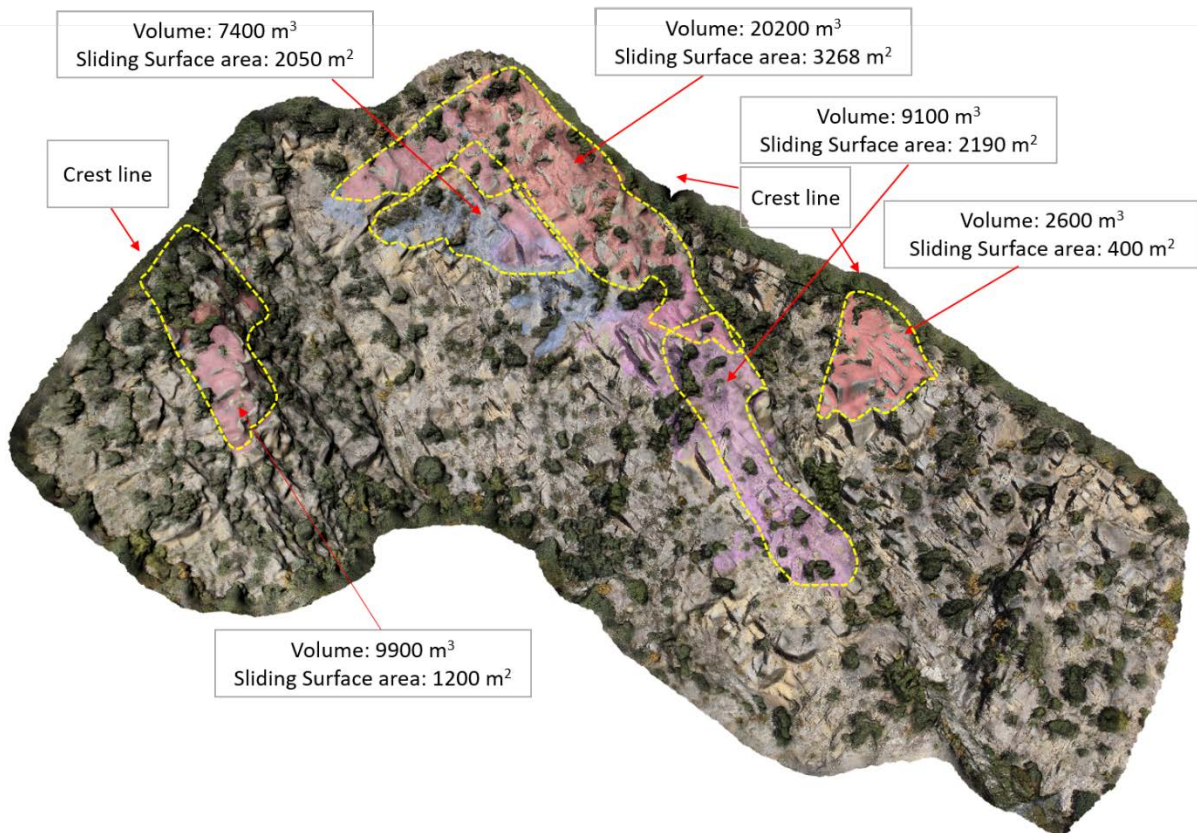 Volume: 7400 m³
Sliding Surface area: 2050 m²
Volume: 20200 m³
Sliding Surface area: 3268 m²
Volume: 9100 m³
Sliding Surface area: 2190 m²
Crest line
Crest line
Volume: 2600 m³
Sliding Surface area: 400 m²
Volume: 9900 m³
Sliding Surface area: 1200 m²